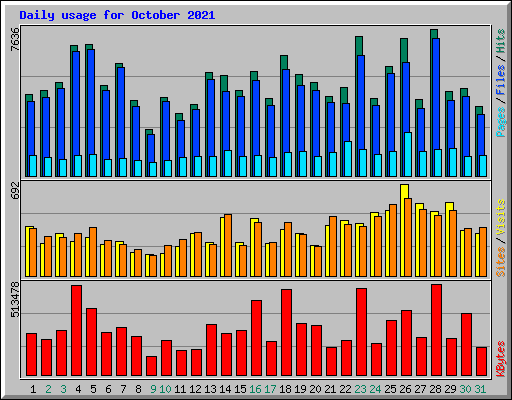 Daily usage for October 2021
7636
Pages / Files / Hits
692
Sites / Visits
513478
KBytes
1 2 3 4 5 6 7 8 9 10 11 12 13 14 15 16 17 18 19 20 21 22 23 24 25 26 27 28 29 30 31